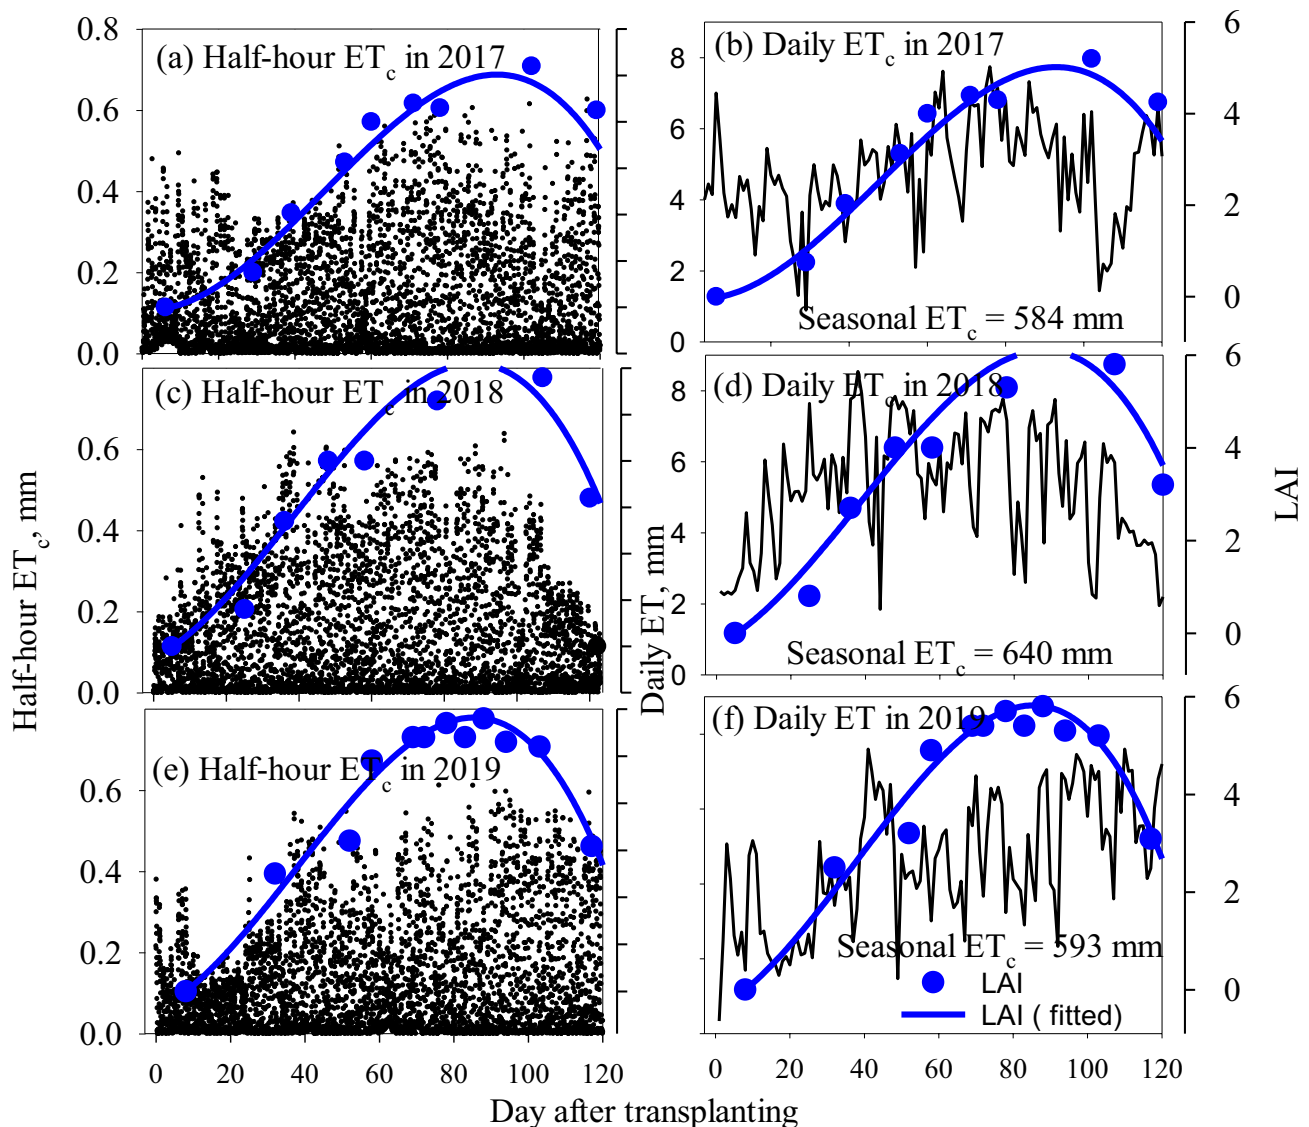 (a) Half-hour ETc in 2017
0.8
0.6
0.4
0.2
0.0
(b) Daily ETc in 2017
8
6
4
2
0
6
4
2
0
Seasonal ETc = 584 mm
(c) Half-hour ETc in 2018
0.6
0.4
0.2
0.0
(d) Daily ETc in 2018
8
6
4
2
0
6
4
2
0
Seasonal ETc = 640 mm
Half-hour ETc, mm
Daily ET, mm
LAI
(e) Half-hour ETc in 2019
0.6
0.4
0.2
0.0
0 20 40 60 80 100 120
(f) Daily ET in 2019
6
4
2
0
Seasonal ETc = 593 mm
LAI
LAI ( fitted)
0 20 40 60 80 100 120
Day after transplanting